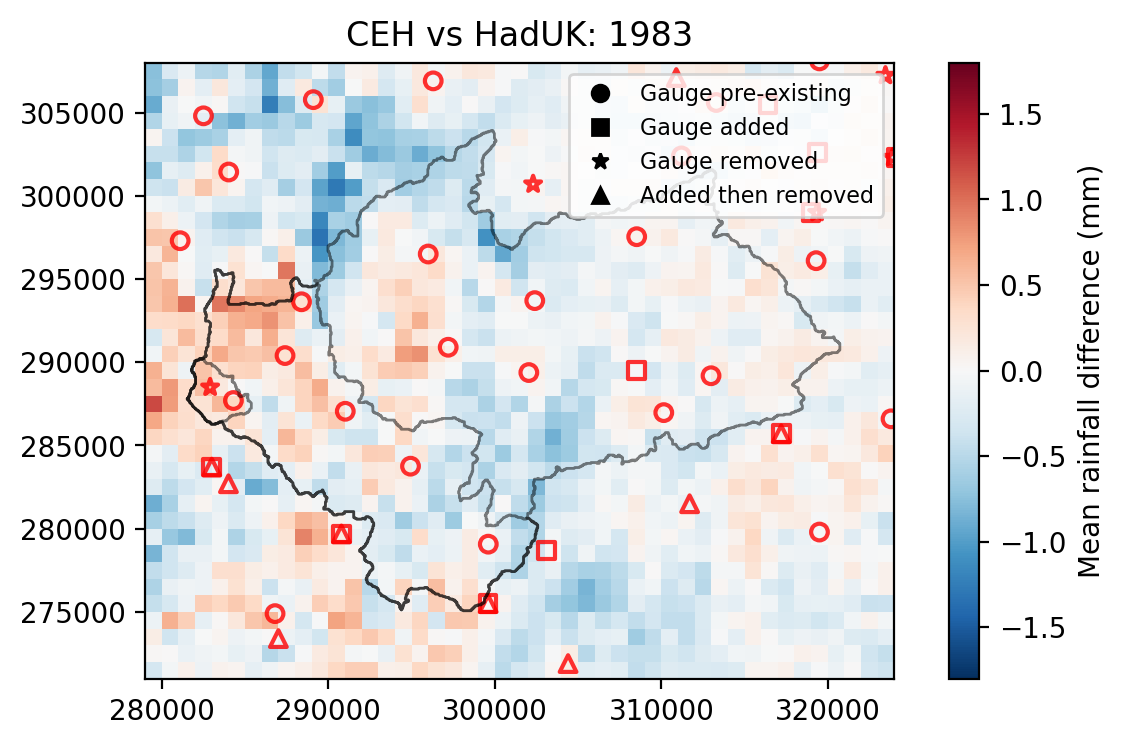 CEH vs HadUK: 1983
Gauge pre-existing
Gauge added
Gauge removed
Added then removed
305000
300000
295000
290000
285000
280000
275000
280000 290000 300000 310000 320000
1.5
1.0
0.5
0.0
−0.5
−1.0
−1.5
Mean rainfall difference (mm)